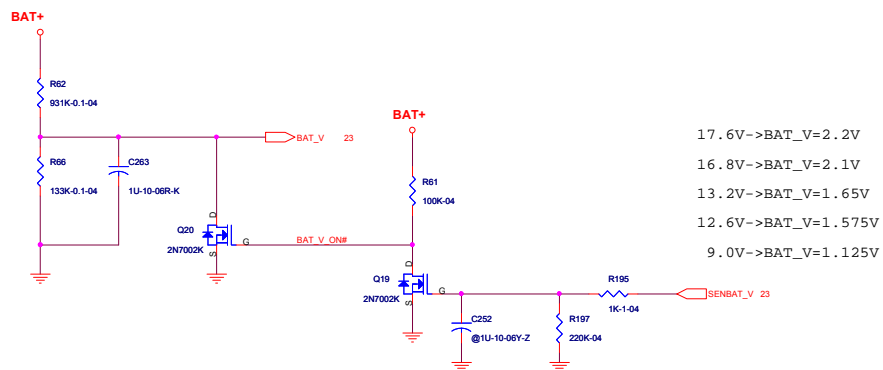 BAT+
R62
931K-0.1-04
BAT_V 23
R66
133K-0.1-04
C263
1U-10-06R-K
BAT+
R61
100K-04
17.6V->BAT_V=2.2V
16.8V->BAT_V=2.1V
13.2V->BAT_V=1.65V
12.6V->BAT_V=1.575V
9.0V->BAT_V=1.125V
D
Q20
G
2N7002K
S
BAT_V_ON#
D
Q19
G
2N7002K
S
R195
1K-1-04
SENBAT_V 23
C252
@1U-10-06Y-Z
R197
220K-04